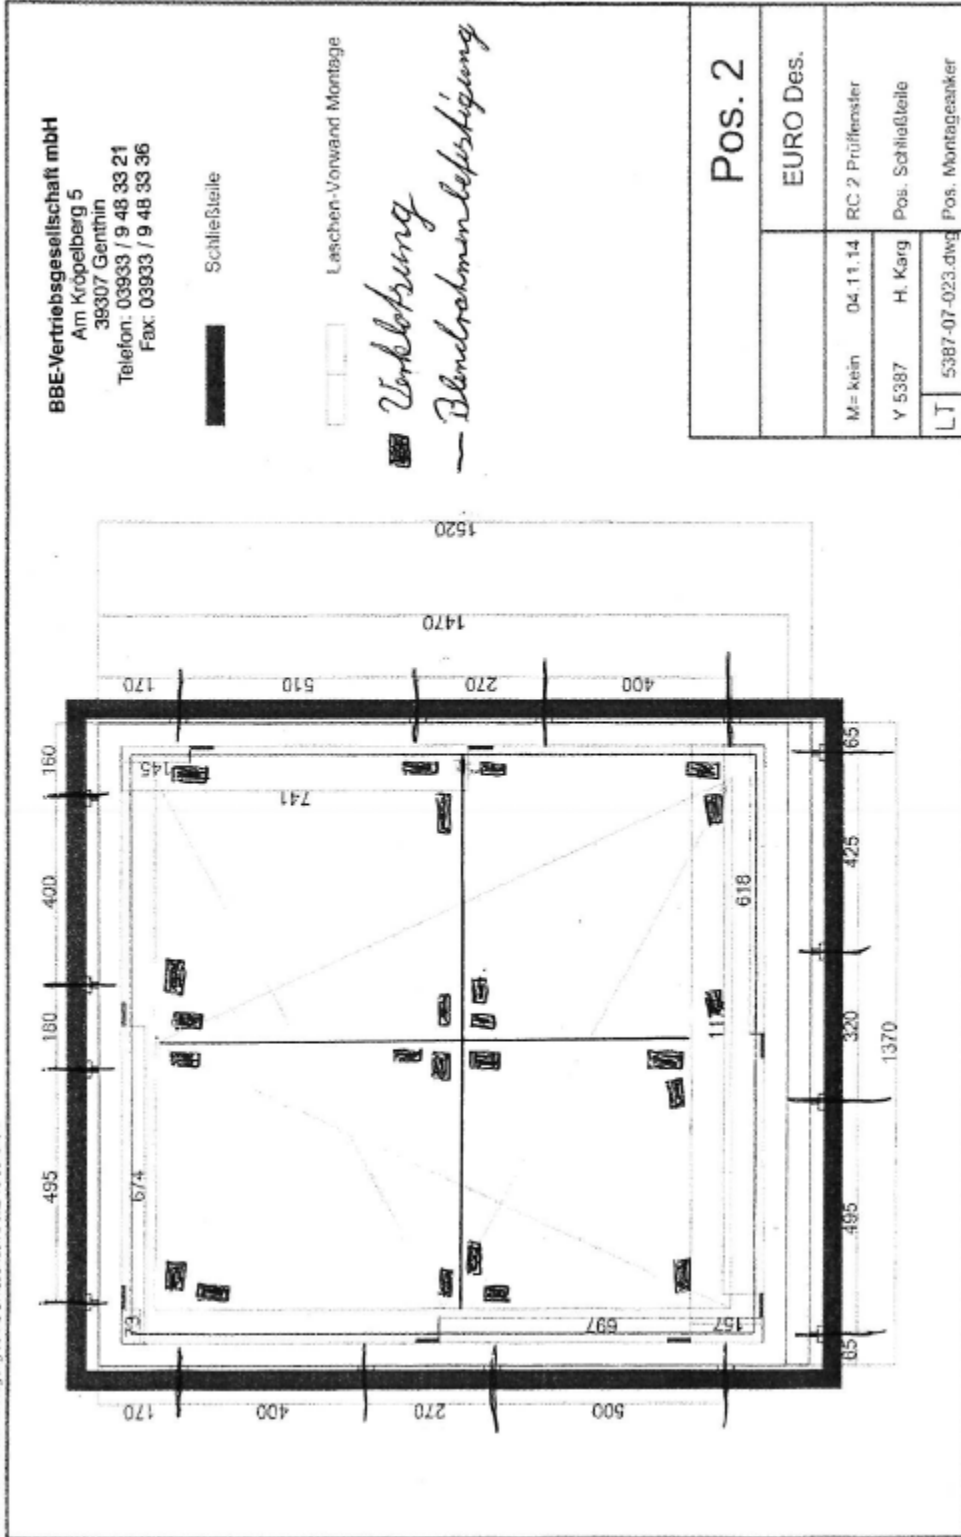 BBE-Vertriebsgesellschaft mbH
Am Kröpelberg 5
39307 Genthin
Telefon: 03933 / 9 48 33 21
Fax: 03933 / 9 48 33 36
Schließteile
Laschen-Vorwand Montage
Verklotzung
Blendrahmenbefestigung
Pos. 2
EURO Des.
M= kein 04.11.14 RC 2 Prüffenster
Y 5387 H. Karg Pos. Schließteile
LT 5387-07-023.dwg Pos. Montageanker
1520
1470
170 510 270 400
160
400
180
495
145
741
674
73
618
697
157
65
425
320
495
65
1370
170 400 270 500